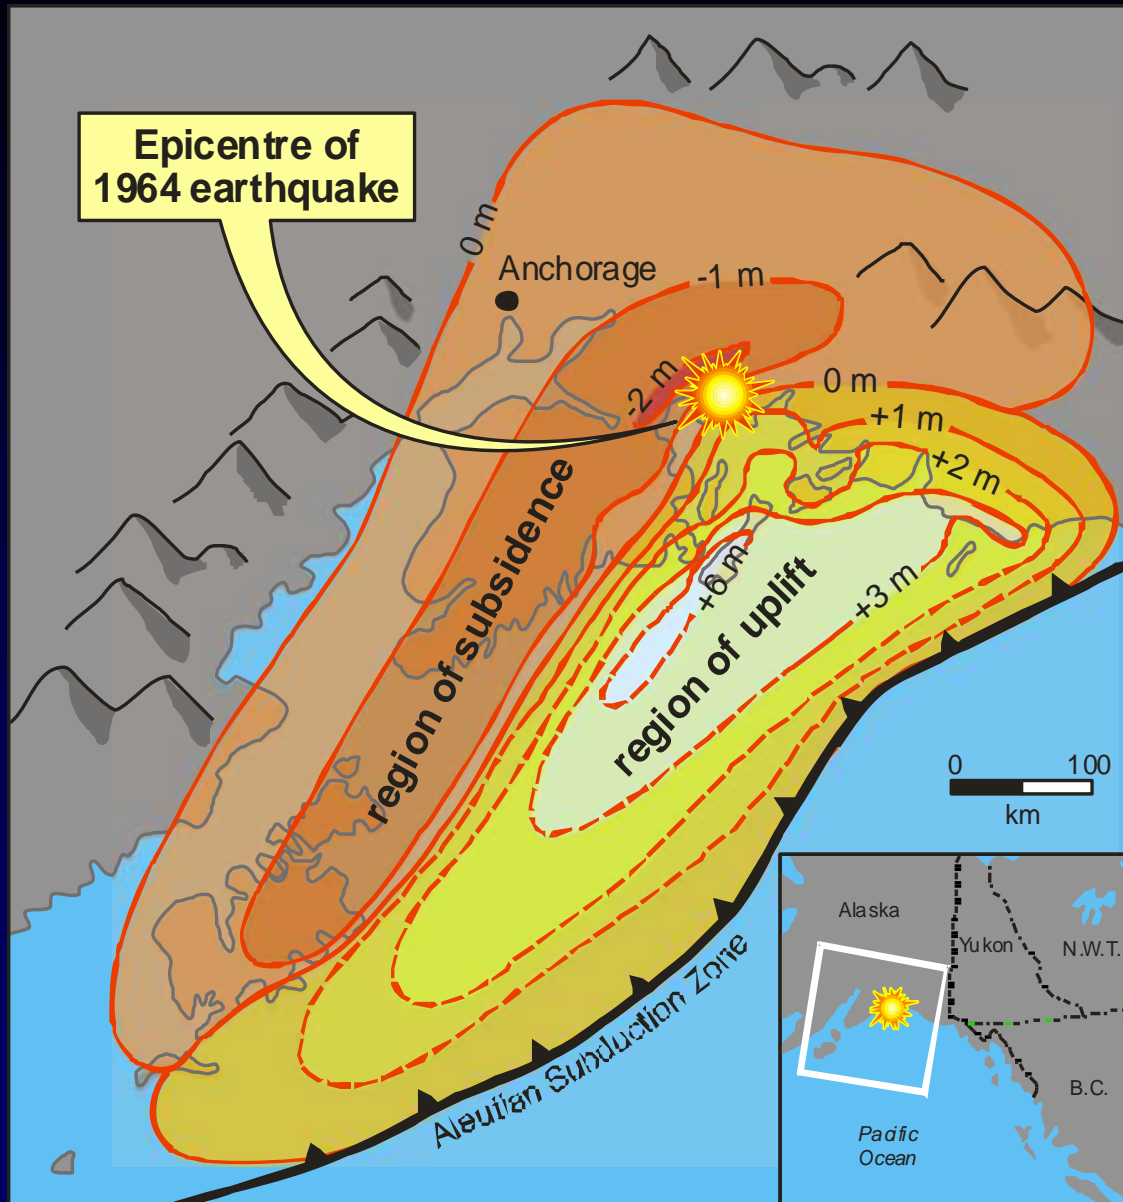 Epicentre of
1964 earthquake
0 m
Anchorage
-1 m
-2 m
0 m
+1 m
+2 m
+6 m
+3 m
region of subsidence
region of uplift
Aleutian Subduction Zone
0 100
km
Alaska
Yukon
N.W.T.
B.C.
Pacific
Ocean